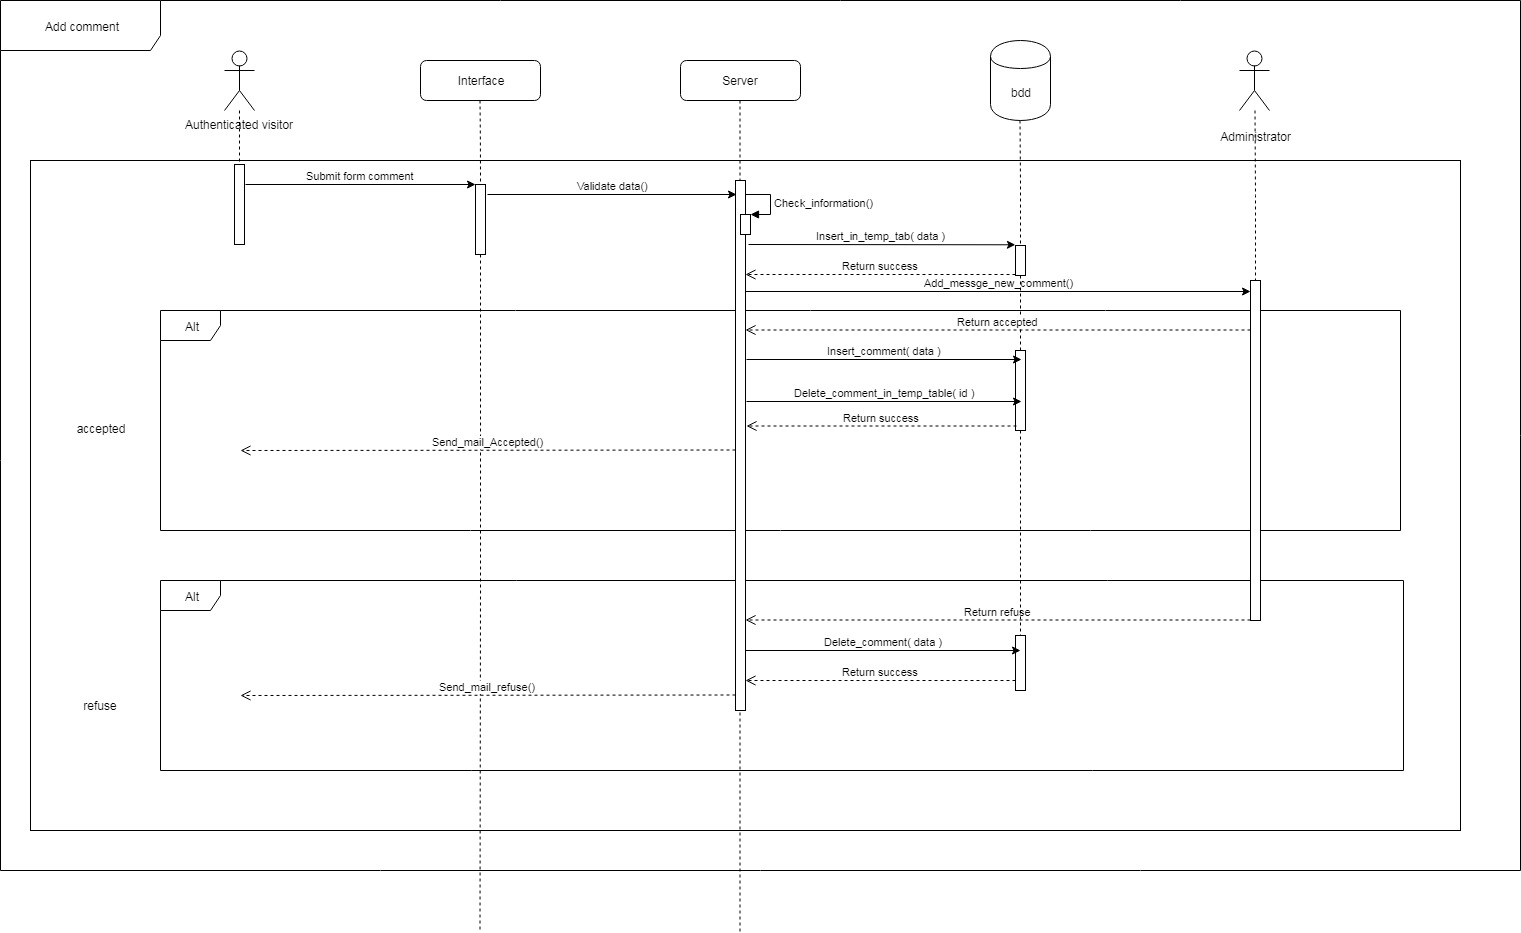 Add comment
Authenticated visitor
Interface
Server
bdd
Administrator
Submit form comment
Validate data()
Check_information()
Insert_in_temp_tab( data )
Return success
Add_messge_new_comment()
Alt
Return accepted
Insert_comment( data )
Delete_comment_in_temp_table( id )
Return success
accepted
Send_mail_Accepted()
Alt
Return refuse
Delete_comment( data )
Return success
Send_mail_refuse()
refuse